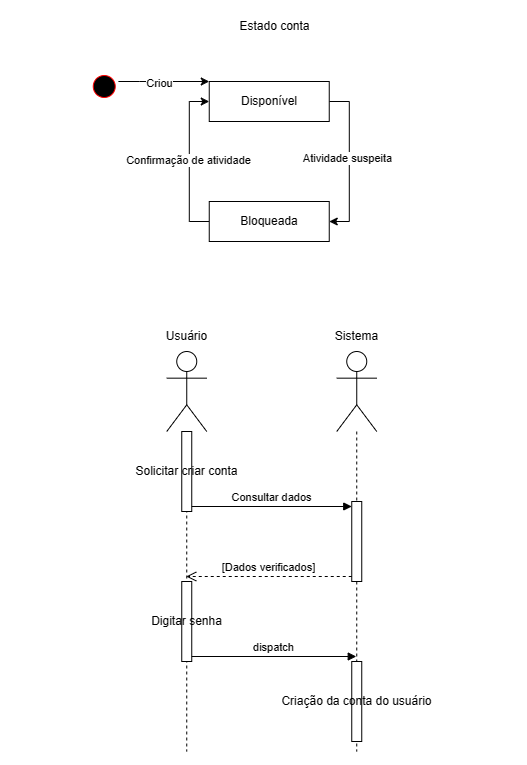 Estado conta
Criou
Disponível
Confirmação de atividade
Atividade suspeita
Bloqueada
Usuário
Sistema
Solicitar criar conta
Consultar dados
[Dados verificados]
Digitar senha
dispatch
Criação da conta do usuário